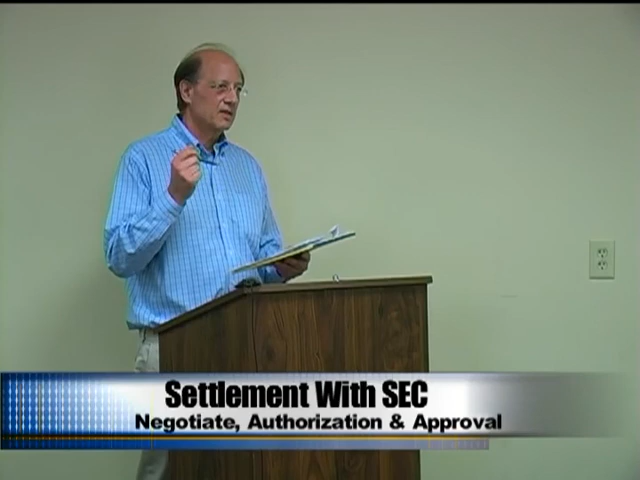 Settlement With SEC
Negotiate, Authorization & Approval